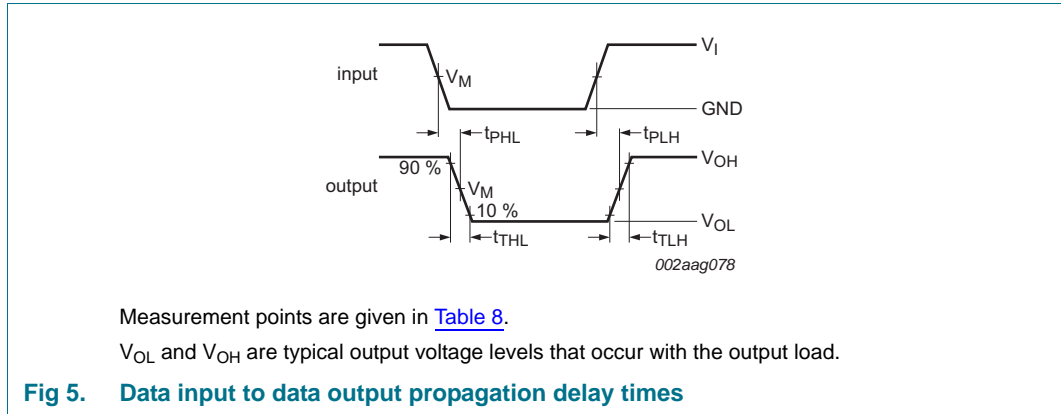 V_I
input
V_M
GND
t_PHL
t_PLH
V_OH
90 %
output
V_M
10 %
V_OL
t_THL
t_TLH
002aag078
Measurement points are given in Table 8.
V_OL and V_OH are typical output voltage levels that occur with the output load.
Fig 5. Data input to data output propagation delay times